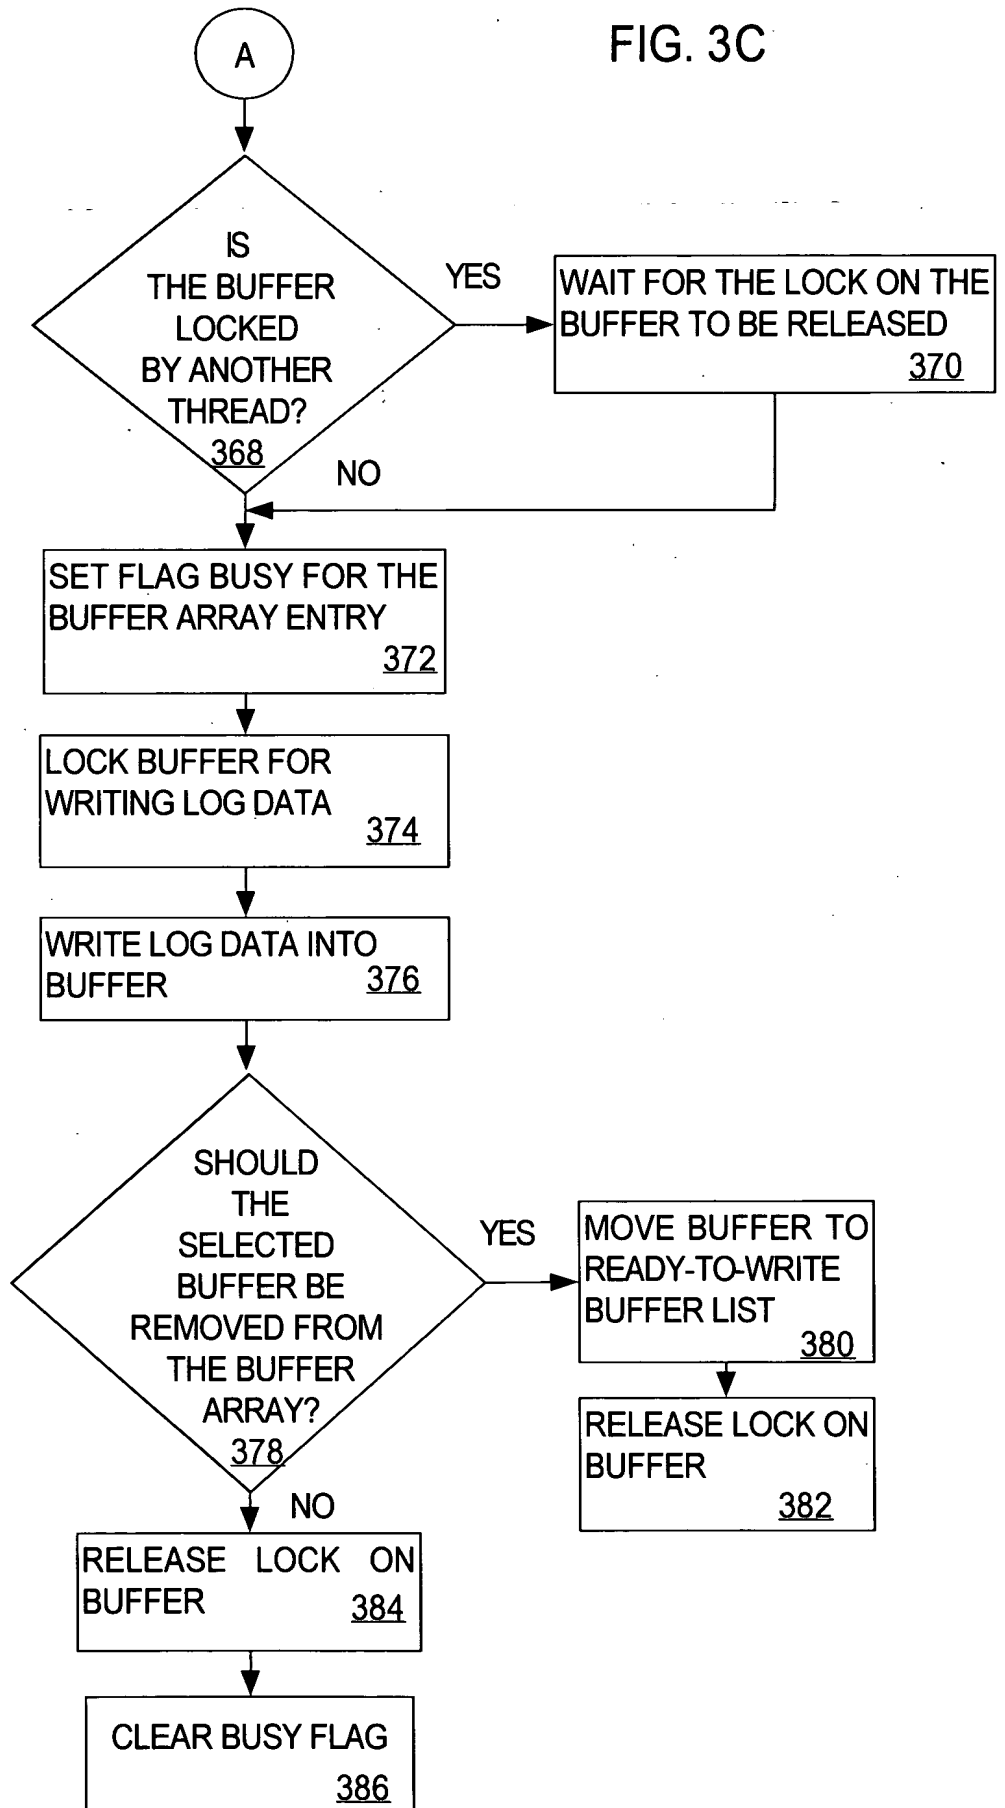 FIG. 3C
A
IS
THE BUFFER
LOCKED
BY ANOTHER
THREAD?
368
YES
WAIT FOR THE LOCK ON THE
BUFFER TO BE RELEASED
370
NO
SET FLAG BUSY FOR THE
BUFFER ARRAY ENTRY
372
LOCK BUFFER FOR
WRITING LOG DATA
374
WRITE LOG DATA INTO
BUFFER 376
SHOULD
THE
SELECTED
BUFFER BE
REMOVED FROM
THE BUFFER
ARRAY?
378
YES
MOVE BUFFER TO
READY-TO-WRITE
BUFFER LIST
380
RELEASE LOCK ON
BUFFER
382
NO
RELEASE LOCK ON
BUFFER 384
CLEAR BUSY FLAG
386